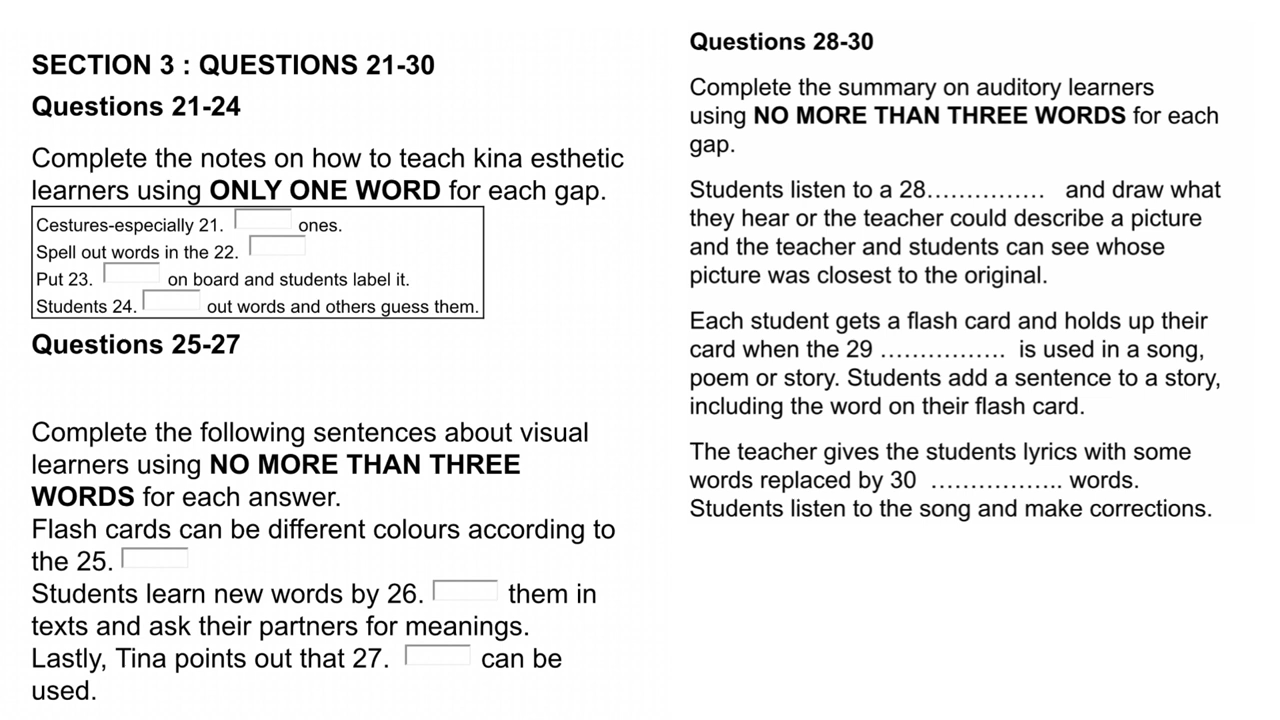 SECTION 3 : QUESTIONS 21-30
Questions 21-24
Complete the notes on how to teach kina esthetic
learners using ONLY ONE WORD for each gap.
Cestures-especially 21. ones.
Spell out words in the 22.
Put 23. on board and students label it.
Students 24. out words and others guess them.
Questions 25-27
Complete the following sentences about visual
learners using NO MORE THAN THREE
WORDS for each answer.
Flash cards can be different colours according to
the 25.
Students learn new words by 26. them in
texts and ask their partners for meanings.
Lastly, Tina points out that 27. can be
used.
Questions 28-30
Complete the summary on auditory learners
using NO MORE THAN THREE WORDS for each
gap.
Students listen to a 28…………… and draw what
they hear or the teacher could describe a picture
and the teacher and students can see whose
picture was closest to the original.
Each student gets a flash card and holds up their
card when the 29 ……………. is used in a song,
poem or story. Students add a sentence to a story,
including the word on their flash card.
The teacher gives the students lyrics with some
words replaced by 30 …………….. words.
Students listen to the song and make corrections.